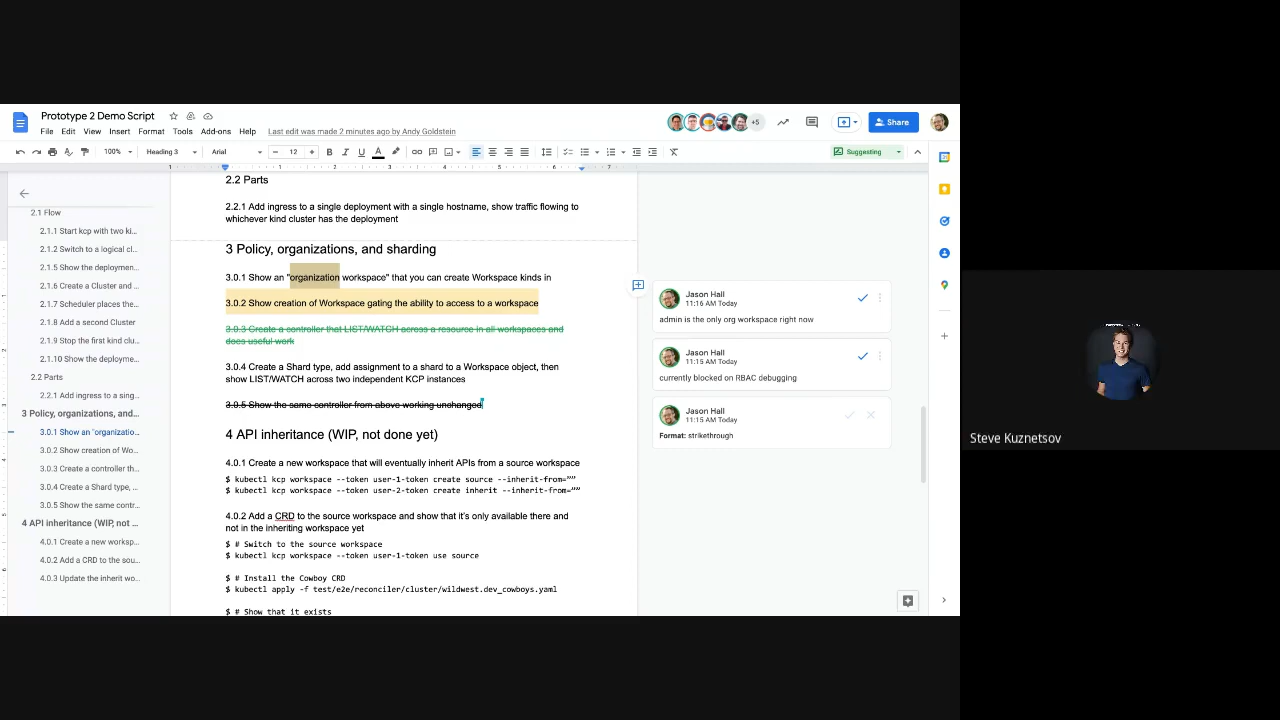 Prototype 2 Demo Script
File Edit View Insert Format Tools Add-ons Help Last edit was made 2 minutes ago by Andy Goldstein
+5
Share
100% Heading 3 Arial 12 B I U A Suggesting
1 1 2 3 4 5 6 7
2.1 Flow
2.1.1 Start kcp with two ki...
2.1.2 Switch to a logical cl...
2.1.5 Show the deploymen...
2.1.6 Create a Cluster and ...
2.1.7 Scheduler places the...
2.1.8 Add a second Cluster
2.1.9 Stop the first kind clu...
2.1.10 Show the deployme...
2.2 Parts
2.2.1 Add ingress to a sing...
3 Policy, organizations, and...
3.0.1 Show an "organizatio...
3.0.2 Show creation of Wo...
3.0.3 Create a controller th...
3.0.4 Create a Shard type, ...
3.0.5 Show the same contr...
4 API inheritance (WIP, not ...
4.0.1 Create a new worksp...
4.0.2 Add a CRD to the sou...
4.0.3 Update the inherit wo...
2.2 Parts
2.2.1 Add ingress to a single deployment with a single hostname, show traffic flowing to
whichever kind cluster has the deployment
3 Policy, organizations, and sharding
3.0.1 Show an "organization workspace" that you can create Workspace kinds in
3.0.2 Show creation of Workspace gating the ability to access to a workspace
3.0.3 Create a controller that LIST/WATCH across a resource in all workspaces and
does useful work
3.0.4 Create a Shard type, add assignment to a shard to a Workspace object, then
show LIST/WATCH across two independent KCP instances
3.0.5 Show the same controller from above working unchanged
4 API inheritance (WIP, not done yet)
4.0.1 Create a new workspace that will eventually inherit APIs from a source workspace
$ kubectl kcp workspace --token user-1-token create source --inherit-from=””
$ kubectl kcp workspace --token user-2-token create inherit --inherit-from=””
4.0.2 Add a CRD to the source workspace and show that it's only available there and
not in the inheriting workspace yet
$ # Switch to the source workspace
$ kubectl kcp workspace --token user-1-token use source
$ # Install the Cowboy CRD
$ kubectl apply -f test/e2e/reconciler/cluster/wildwest.dev_cowboys.yaml
$ # Show that it exists
Jason Hall
11:16 AM Today
admin is the only org workspace right now
Jason Hall
11:15 AM Today
currently blocked on RBAC debugging
Jason Hall
11:15 AM Today
Format: strikethrough
Steve Kuznetsov